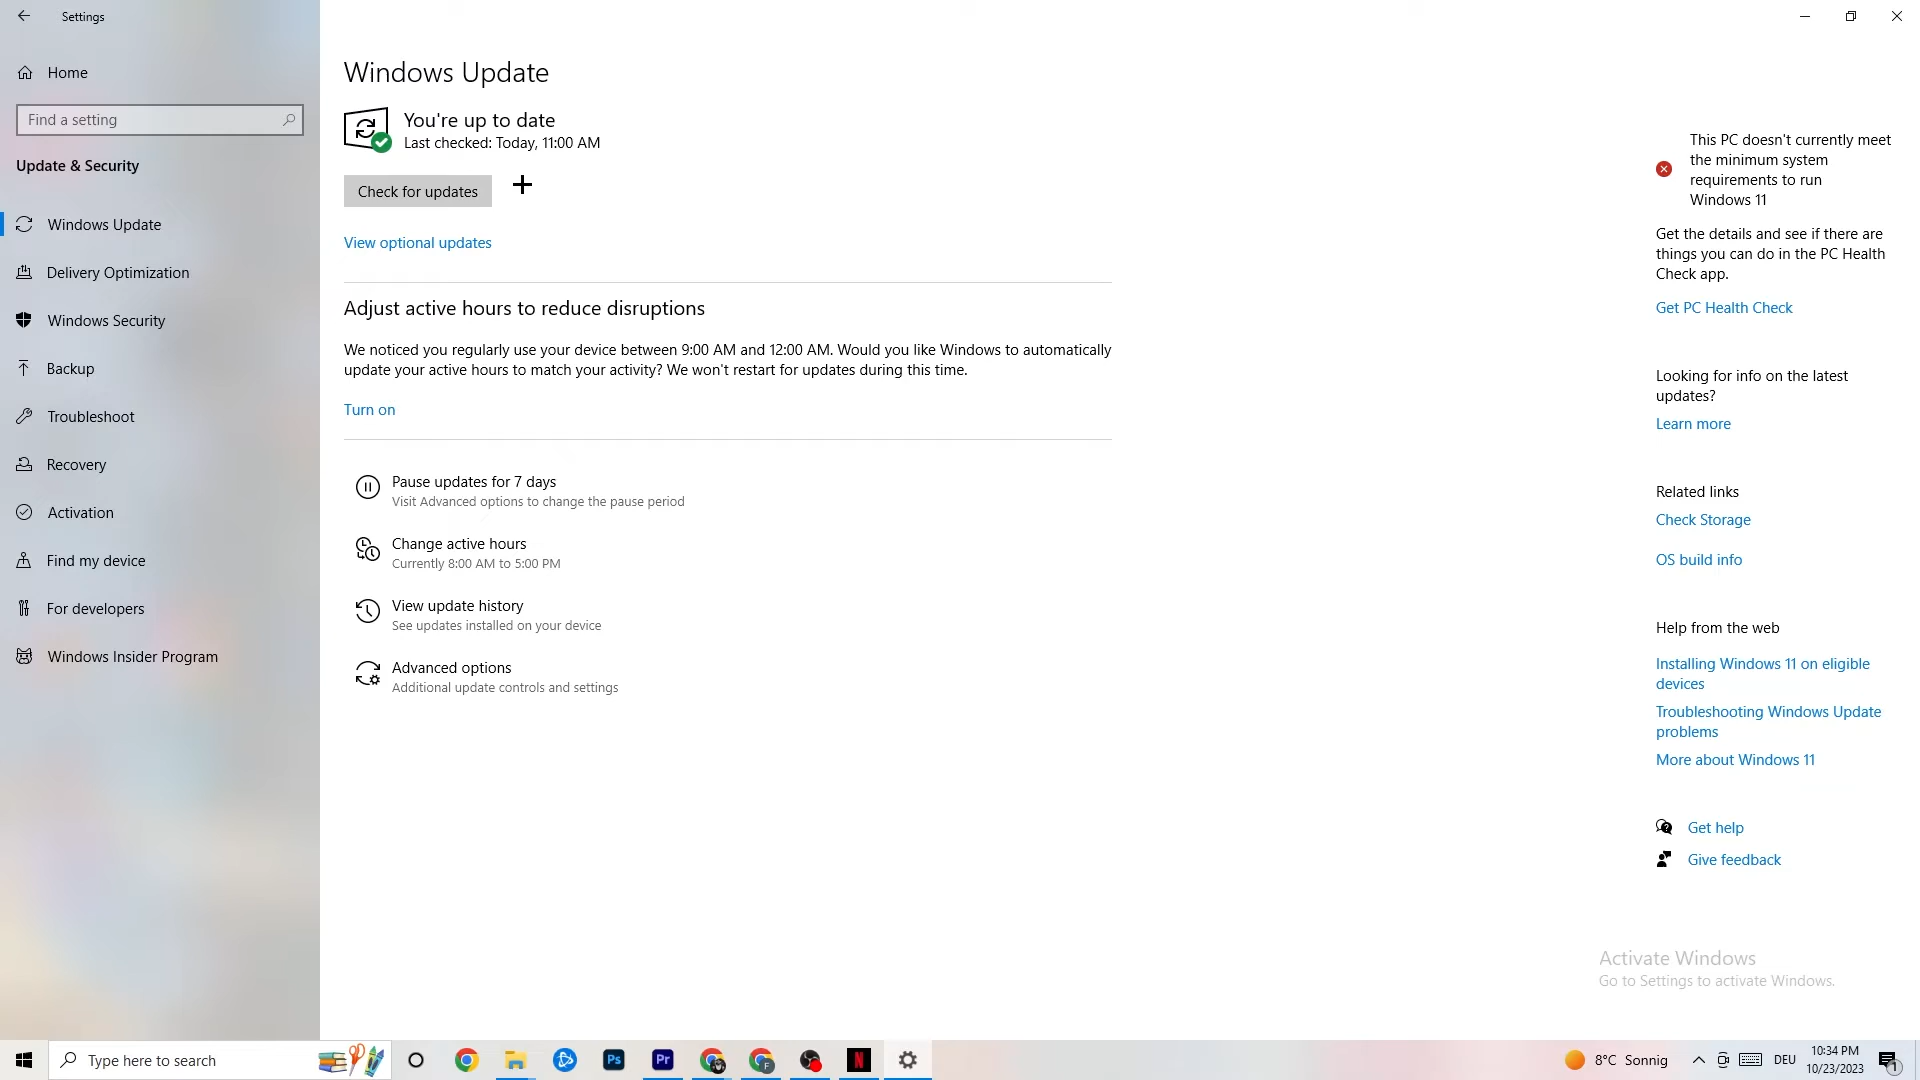 Settings
Home
Find a setting
Update & Security
Windows Update
Delivery Optimization
Windows Security
Backup
Troubleshoot
Recovery
Activation
Find my device
For developers
Windows Insider Program
Windows Update
You're up to date
Last checked: Today, 11:00 AM
Check for updates
View optional updates
Adjust active hours to reduce disruptions
We noticed you regularly use your device between 9:00 AM and 12:00 AM. Would you like Windows to automatically
update your active hours to match your activity? We won't restart for updates during this time.
Turn on
Pause updates for 7 days
Visit Advanced options to change the pause period
Change active hours
Currently 8:00 AM to 5:00 PM
View update history
See updates installed on your device
Advanced options
Additional update controls and settings
This PC doesn't currently meet
the minimum system
requirements to run
Windows 11
Get the details and see if there are
things you can do in the PC Health
Check app.
Get PC Health Check
Looking for info on the latest
updates?
Learn more
Related links
Check Storage
OS build info
Help from the web
Installing Windows 11 on eligible
devices
Troubleshooting Windows Update
problems
More about Windows 11
Get help
Give feedback
Activate Windows
Go to Settings to activate Windows.
Type here to search
Ps
Pr
F
N
8°C Sonnig
DEU
10:34 PM
10/23/2023
1